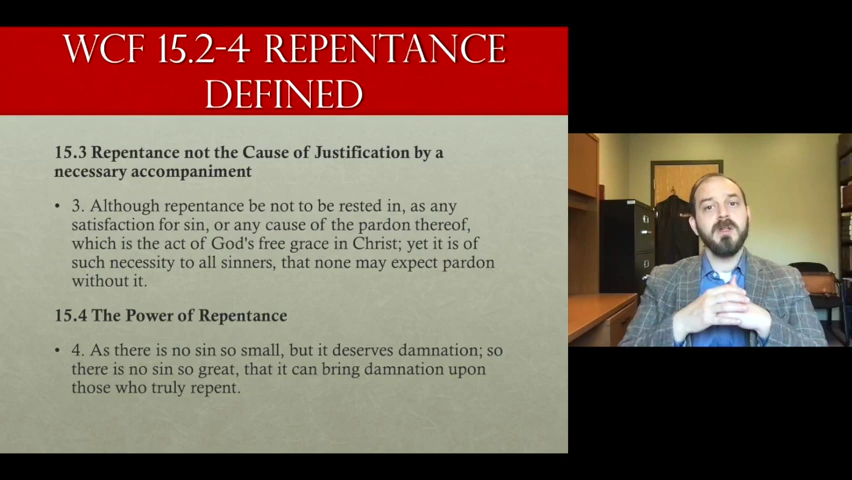 WCF 15.2-4 REPENTANCE
DEFINED
15.3 Repentance not the Cause of Justification by a
necessary accompaniment
• 3. Although repentance be not to be rested in, as any
satisfaction for sin, or any cause of the pardon thereof,
which is the act of God's free grace in Christ; yet it is of
such necessity to all sinners, that none may expect pardon
without it.
15.4 The Power of Repentance
• 4. As there is no sin so small, but it deserves damnation; so
there is no sin so great, that it can bring damnation upon
those who truly repent.